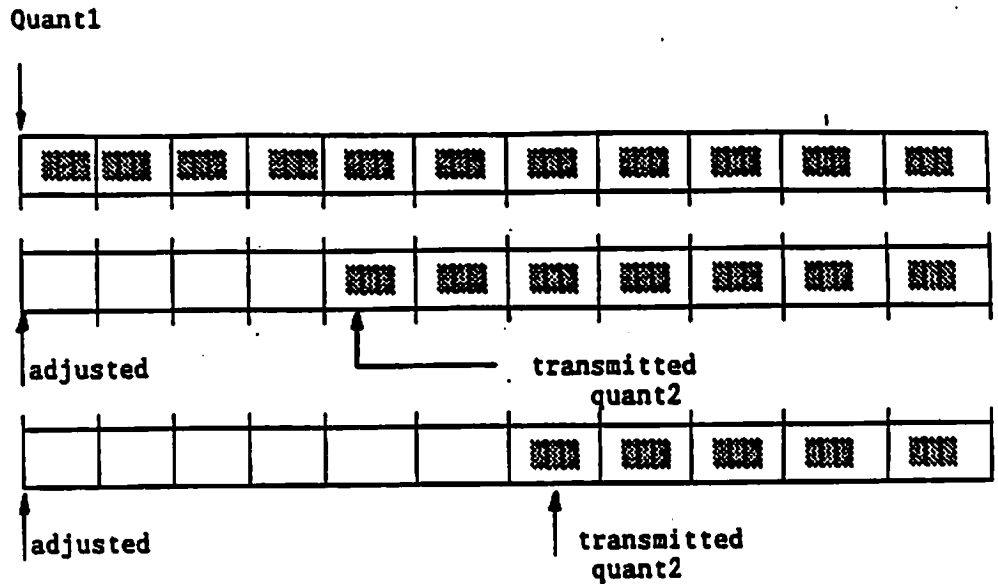 Quant1
adjusted
transmitted
quant2
adjusted
transmitted
quant2